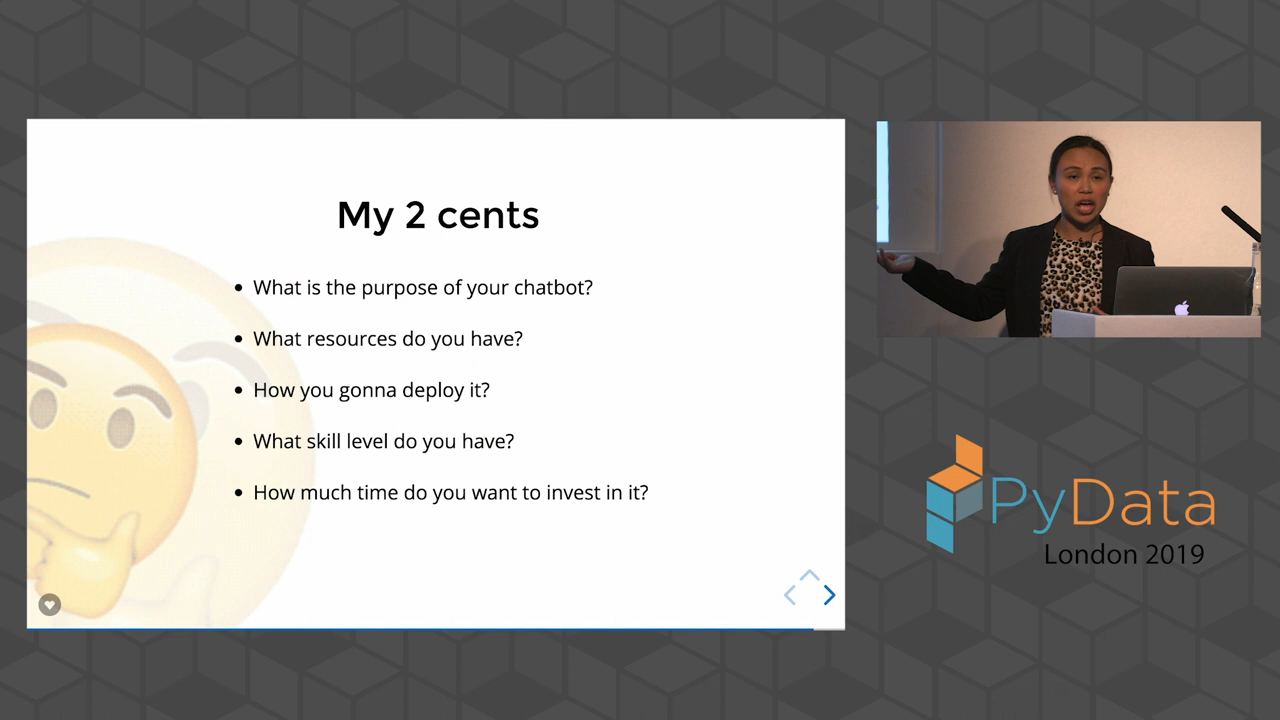 My 2 cents
What is the purpose of your chatbot?
What resources do you have?
How you gonna deploy it?
What skill level do you have?
How much time do you want to invest in it?
PyData
London 2019